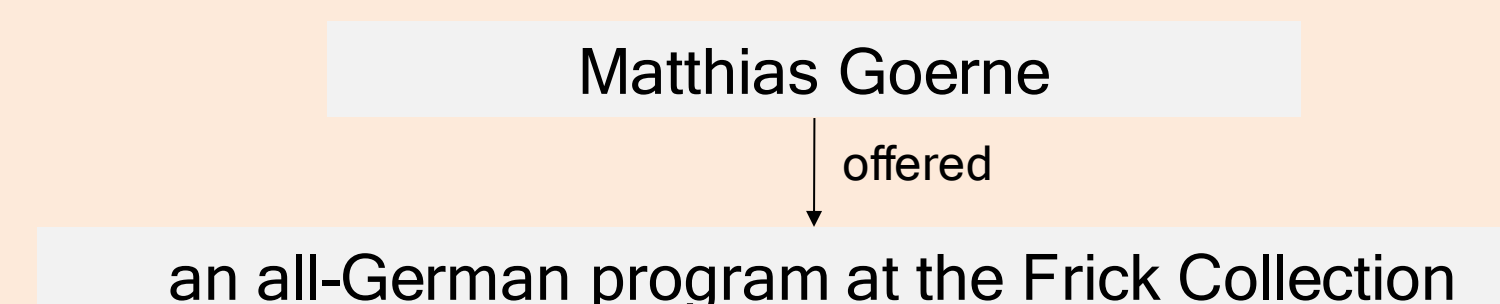 Matthias Goerne
offered
an all-German program at the Frick Collection